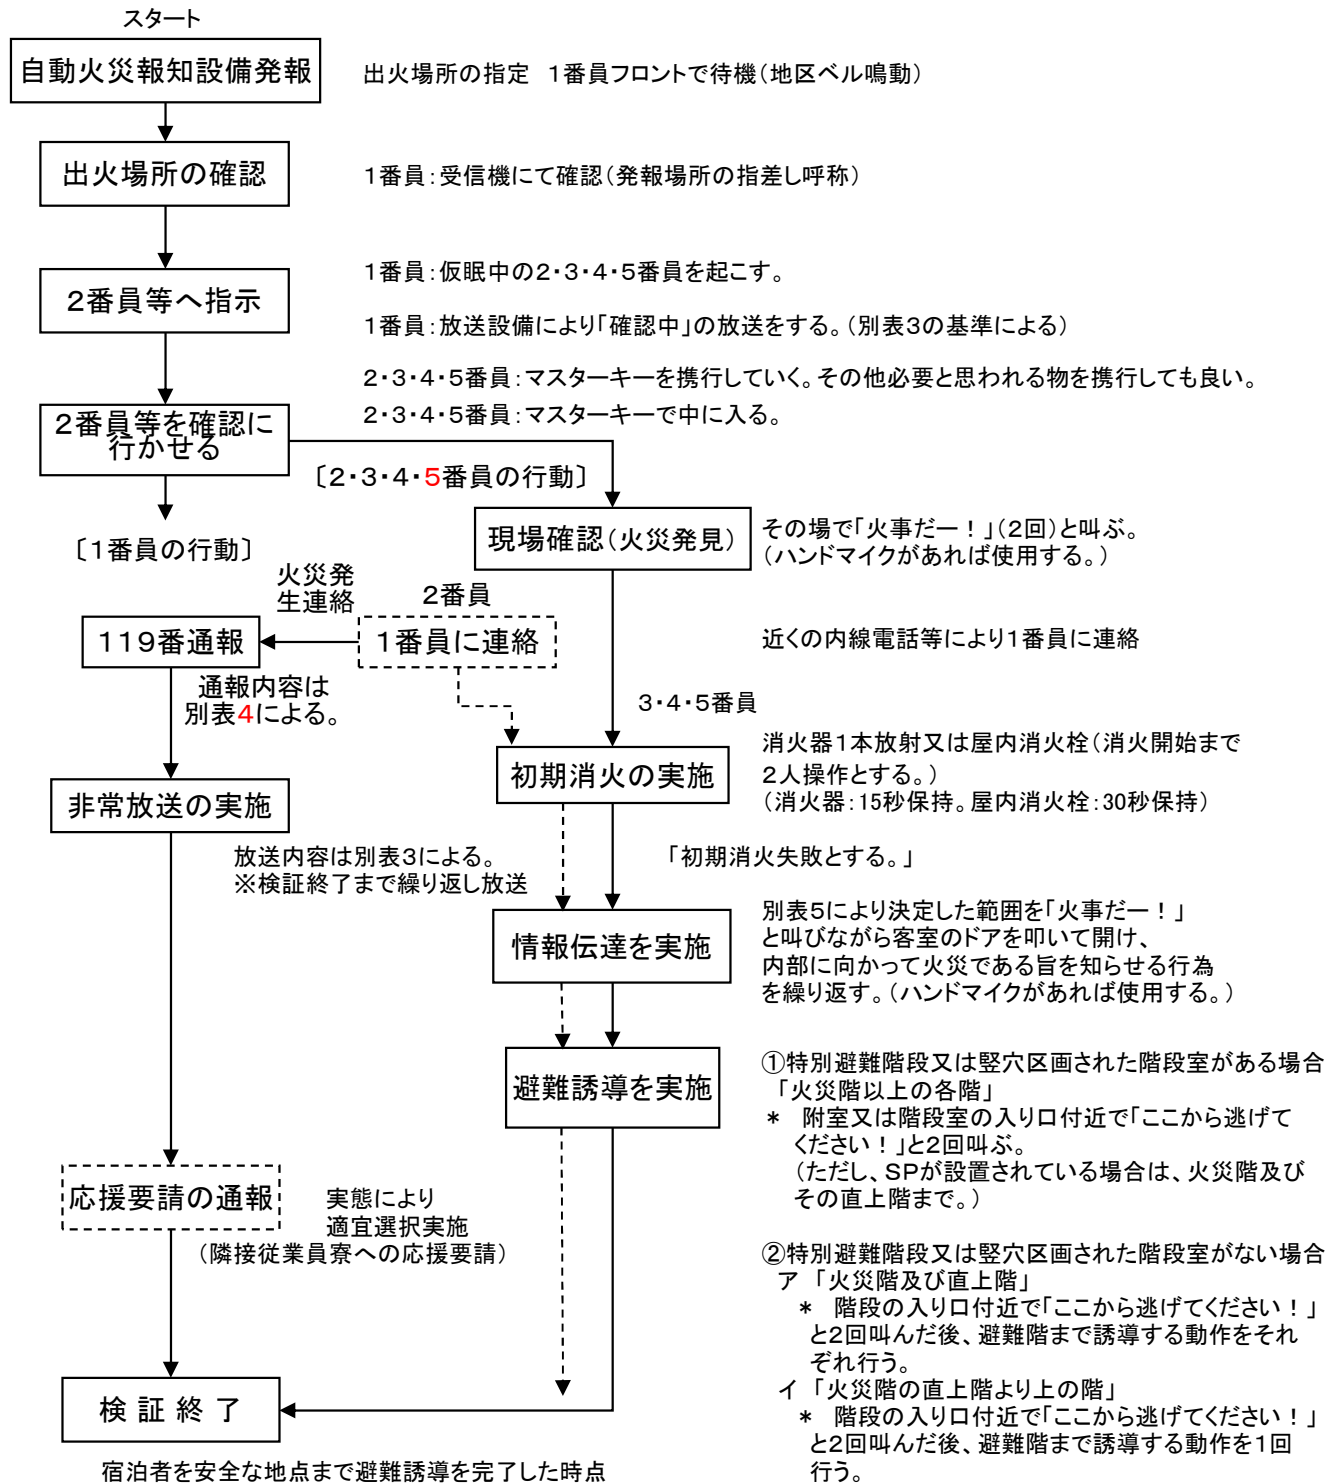 スタート
自動火災報知設備発報
出火場所の指定　1番員フロントで待機（地区ベル鳴動）
出火場所の確認
1番員：受信機にて確認（発報場所の指差し呼称）
2番員等へ指示
1番員：仮眠中の2・3・4・5番員を起こす。
1番員：放送設備により「確認中」の放送をする。（別表3の基準による）
2・3・4・5番員：マスターキーを携行していく。その他必要と思われる物を携行しても良い。
2・3・4・5番員：マスターキーで中に入る。
2番員等を確認に
行かせる
〔2・3・4・5番員の行動〕
〔1番員の行動〕
現場確認（火災発見）
その場で「火事だー！」（2回）と叫ぶ。
（ハンドマイクがあれば使用する。）
火災発
生連絡
2番員
119番通報
1番員に連絡
近くの内線電話等により1番員に連絡
通報内容は
別表4による。
3・4・5番員
初期消火の実施
消火器1本放射又は屋内消火栓（消火開始まで
2人操作とする。）
（消火器：15秒保持。屋内消火栓：30秒保持）
非常放送の実施
放送内容は別表3による。
※検証終了まで繰り返し放送
「初期消火失敗とする。」
情報伝達を実施
別表5により決定した範囲を「火事だー！」
と叫びながら客室のドアを叩いて開け、
内部に向かって火災である旨を知らせる行為
を繰り返す。（ハンドマイクがあれば使用する。）
避難誘導を実施
①特別避難階段又は竪穴区画された階段室がある場合
「火災階以上の各階」
*　附室又は階段室の入り口付近で「ここから逃げて
ください！」と2回叫ぶ。
（ただし、SPが設置されている場合は、火災階及び
その直上階まで。）
応援要請の通報
実態により
適宜選択実施
（隣接従業員寮への応援要請）
②特別避難階段又は竪穴区画された階段室がない場合
ア 「火災階及び直上階」
*　階段の入り口付近で「ここから逃げてください！」
と2回叫んだ後、避難階まで誘導する動作をそれ
ぞれ行う。
イ 「火災階の直上階より上の階」
*　階段の入り口付近で「ここから逃げてください！」
と2回叫んだ後、避難階まで誘導する動作を1回
行う。
検 証 終 了
宿泊者を安全な地点まで避難誘導を完了した時点